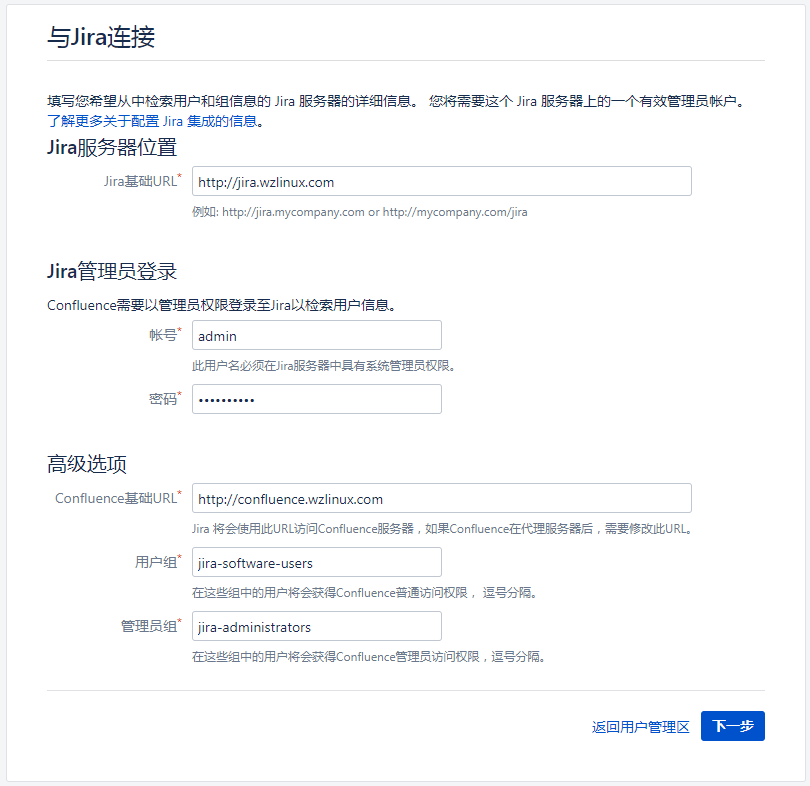 与Jira连接
填写您希望从中检索用户和组信息的 Jira 服务器的详细信息。 您将需要这个 Jira 服务器上的一个有效管理员帐户。
了解更多关于配置 Jira 集成的信息。
Jira服务器位置
Jira基础URL* http://jira.wzlinux.com
例如: http://jira.mycompany.com or http://mycompany.com/jira
Jira管理员登录
Confluence需要以管理员权限登录至Jira以检索用户信息。
帐号* admin
此用户名必须在Jira服务器中具有系统管理员权限。
密码* ••••••••••
高级选项
Confluence基础URL* http://confluence.wzlinux.com
Jira 将会使用此URL访问Confluence服务器，如果Confluence在代理服务器后，需要修改此URL。
用户组* jira-software-users
在这些组中的用户将会获得Confluence普通访问权限， 逗号分隔。
管理员组* jira-administrators
在这些组中的用户将会获得Confluence管理员访问权限，逗号分隔。
返回用户管理区 下一步